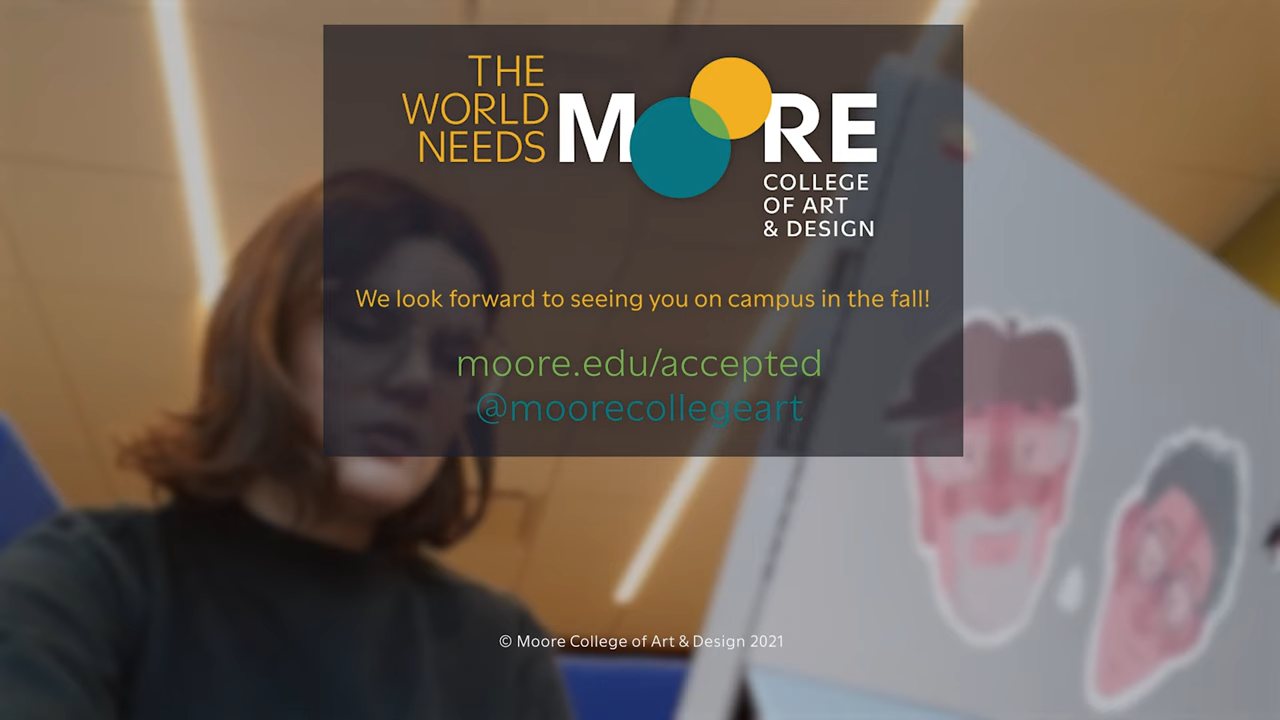 THE
WORLD
NEEDS
MOORE
COLLEGE
OF ART
& DESIGN
We look forward to seeing you on campus in the fall!
moore.edu/accepted
@moorecollegeart
© Moore College of Art & Design 2021